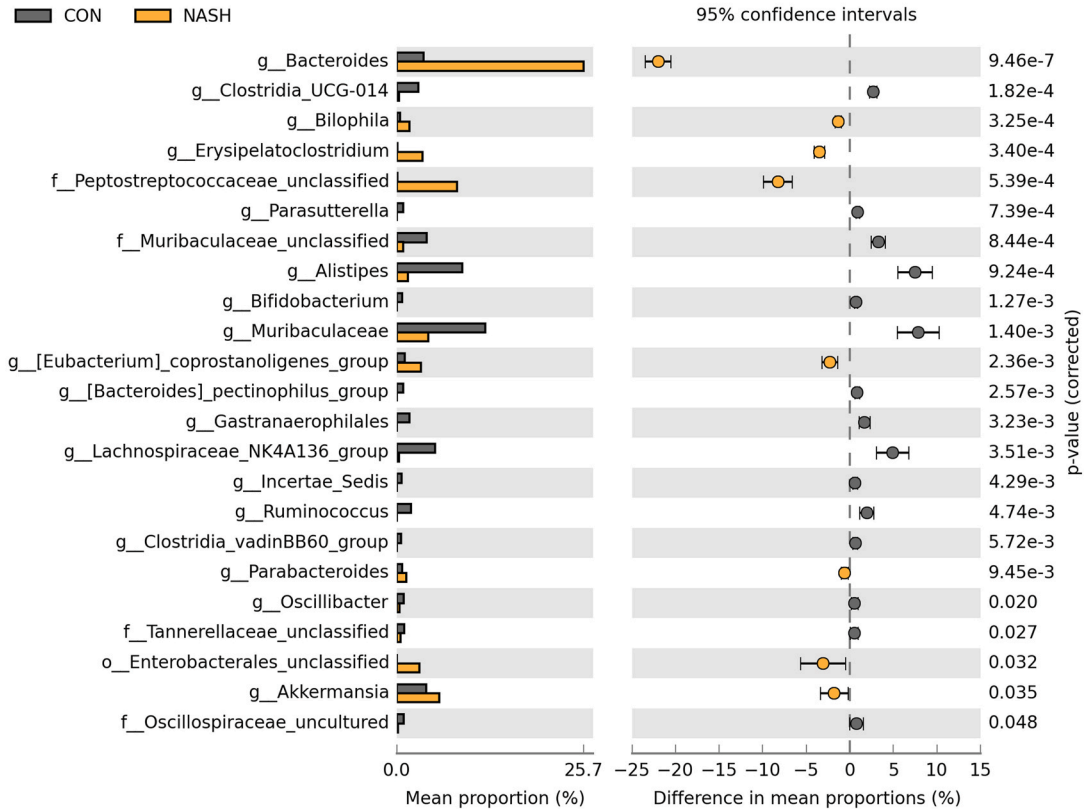 CON NASH 95% confidence intervals
g__Bacteroides 9.46e-7
g__Clostridia_UCG-014 1.82e-4
g__Bilophila 3.25e-4
g__Erysipelatoclostridium 3.40e-4
f__Peptostreptococcaceae_unclassified 5.39e-4
g__Parasutterella 7.39e-4
f__Muribaculaceae_unclassified 8.44e-4
g__Alistipes 9.24e-4
g__Bifidobacterium 1.27e-3
g__Muribaculaceae 1.40e-3
g__[Eubacterium]_coprostanoligenes_group 2.36e-3
g__[Bacteroides]_pectinophilus_group 2.57e-3
g__Gastranaerophilales 3.23e-3
g__Lachnospiraceae_NK4A136_group 3.51e-3
g__Incertae_Sedis 4.29e-3
g__Ruminococcus 4.74e-3
g__Clostridia_vadinBB60_group 5.72e-3
g__Parabacteroides 9.45e-3
g__Oscillibacter 0.020
f__Tannerellaceae_unclassified 0.027
o__Enterobacterales_unclassified 0.032
g__Akkermansia 0.035
f__Oscillospiraceae_uncultured 0.048
p-value (corrected)
0.0 25.7 −25 −20 −15 −10 −5 0 5 10 15
Mean proportion (%) Difference in mean proportions (%)